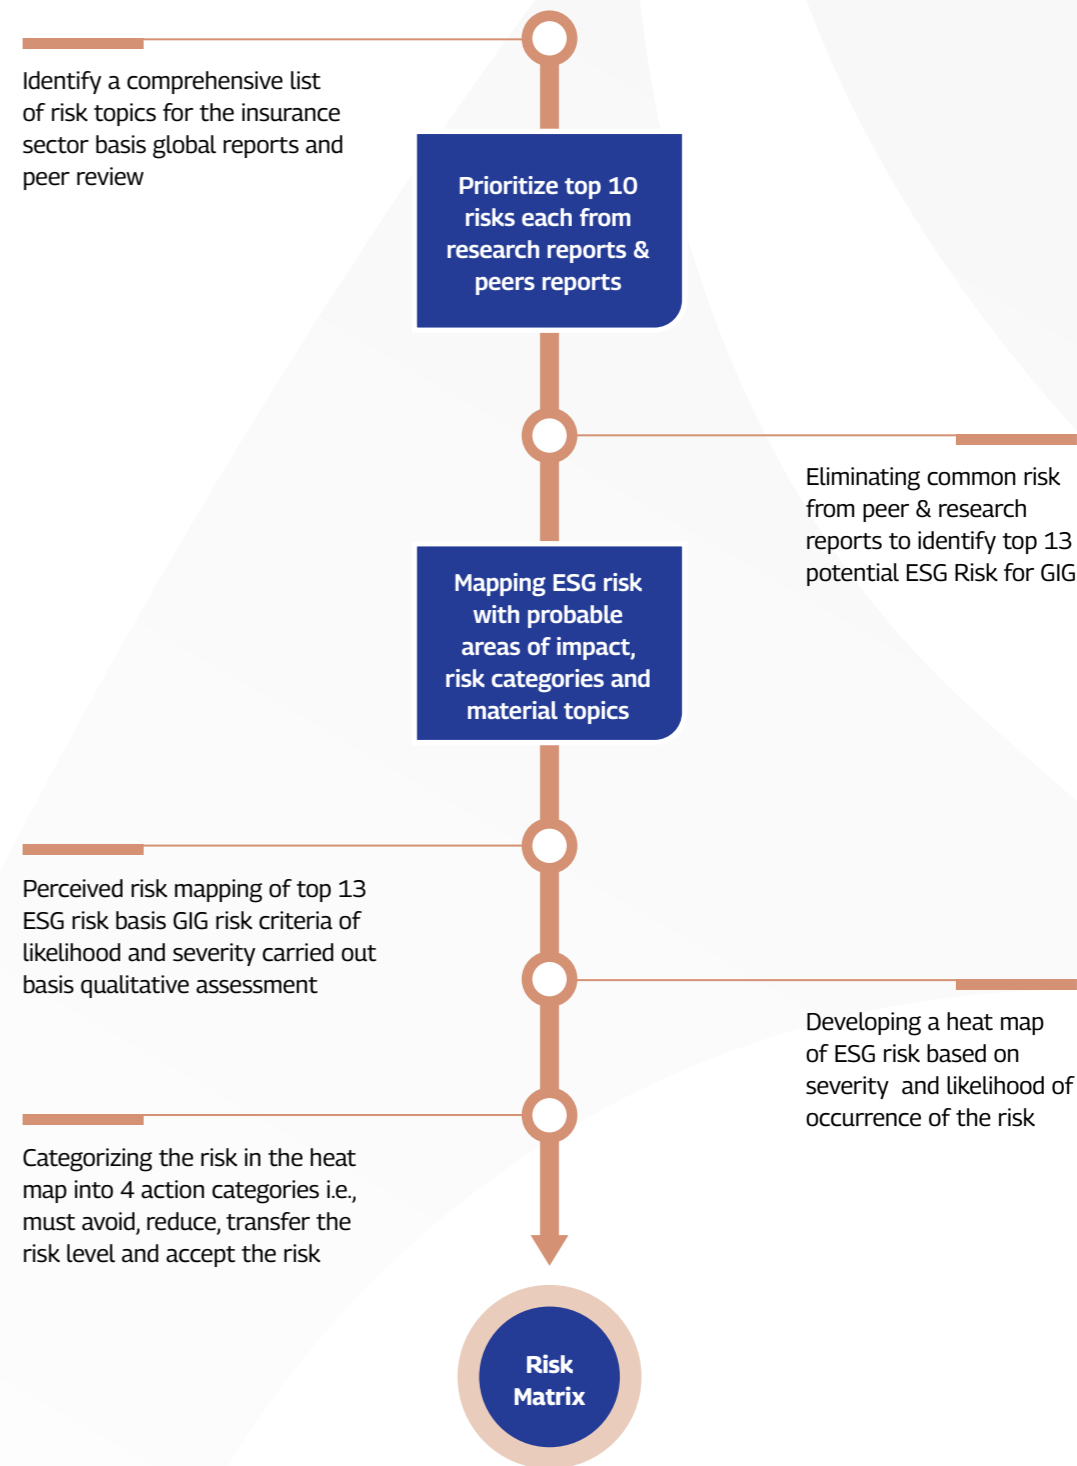 Identify a comprehensive list
of risk topics for the insurance
sector basis global reports and
peer review
Prioritize top 10
risks each from
research reports &
peers reports
Eliminating common risk
from peer & research
reports to identify top 13
potential ESG Risk for GIG
Mapping ESG risk
with probable
areas of impact,
risk categories and
material topics
Perceived risk mapping of top 13
ESG risk basis GIG risk criteria of
likelihood and severity carried out
basis qualitative assessment
Developing a heat map
of ESG risk based on
severity and likelihood of
occurrence of the risk
Categorizing the risk in the heat
map into 4 action categories i.e.,
must avoid, reduce, transfer the
risk level and accept the risk
Risk
Matrix